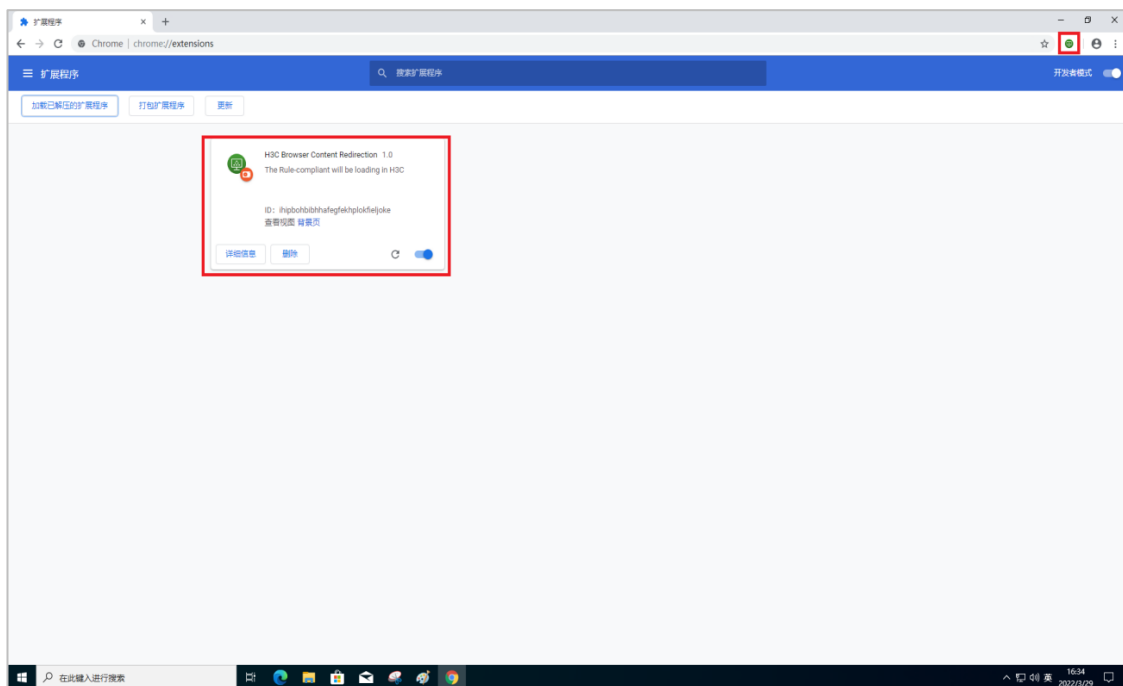 扩展程序
Chrome | chrome://extensions
扩展程序
搜索扩展程序
开发者模式
加载已解压的扩展程序
打包扩展程序
更新
H3C Browser Content Redirection 1.0
The Rule-compliant will be loading in H3C
ID: ihipbohbibhhafegfekhplokfieljoke
查看视图 背景页
详细信息
删除
在此键入进行搜索
英
16:34
2022/3/29